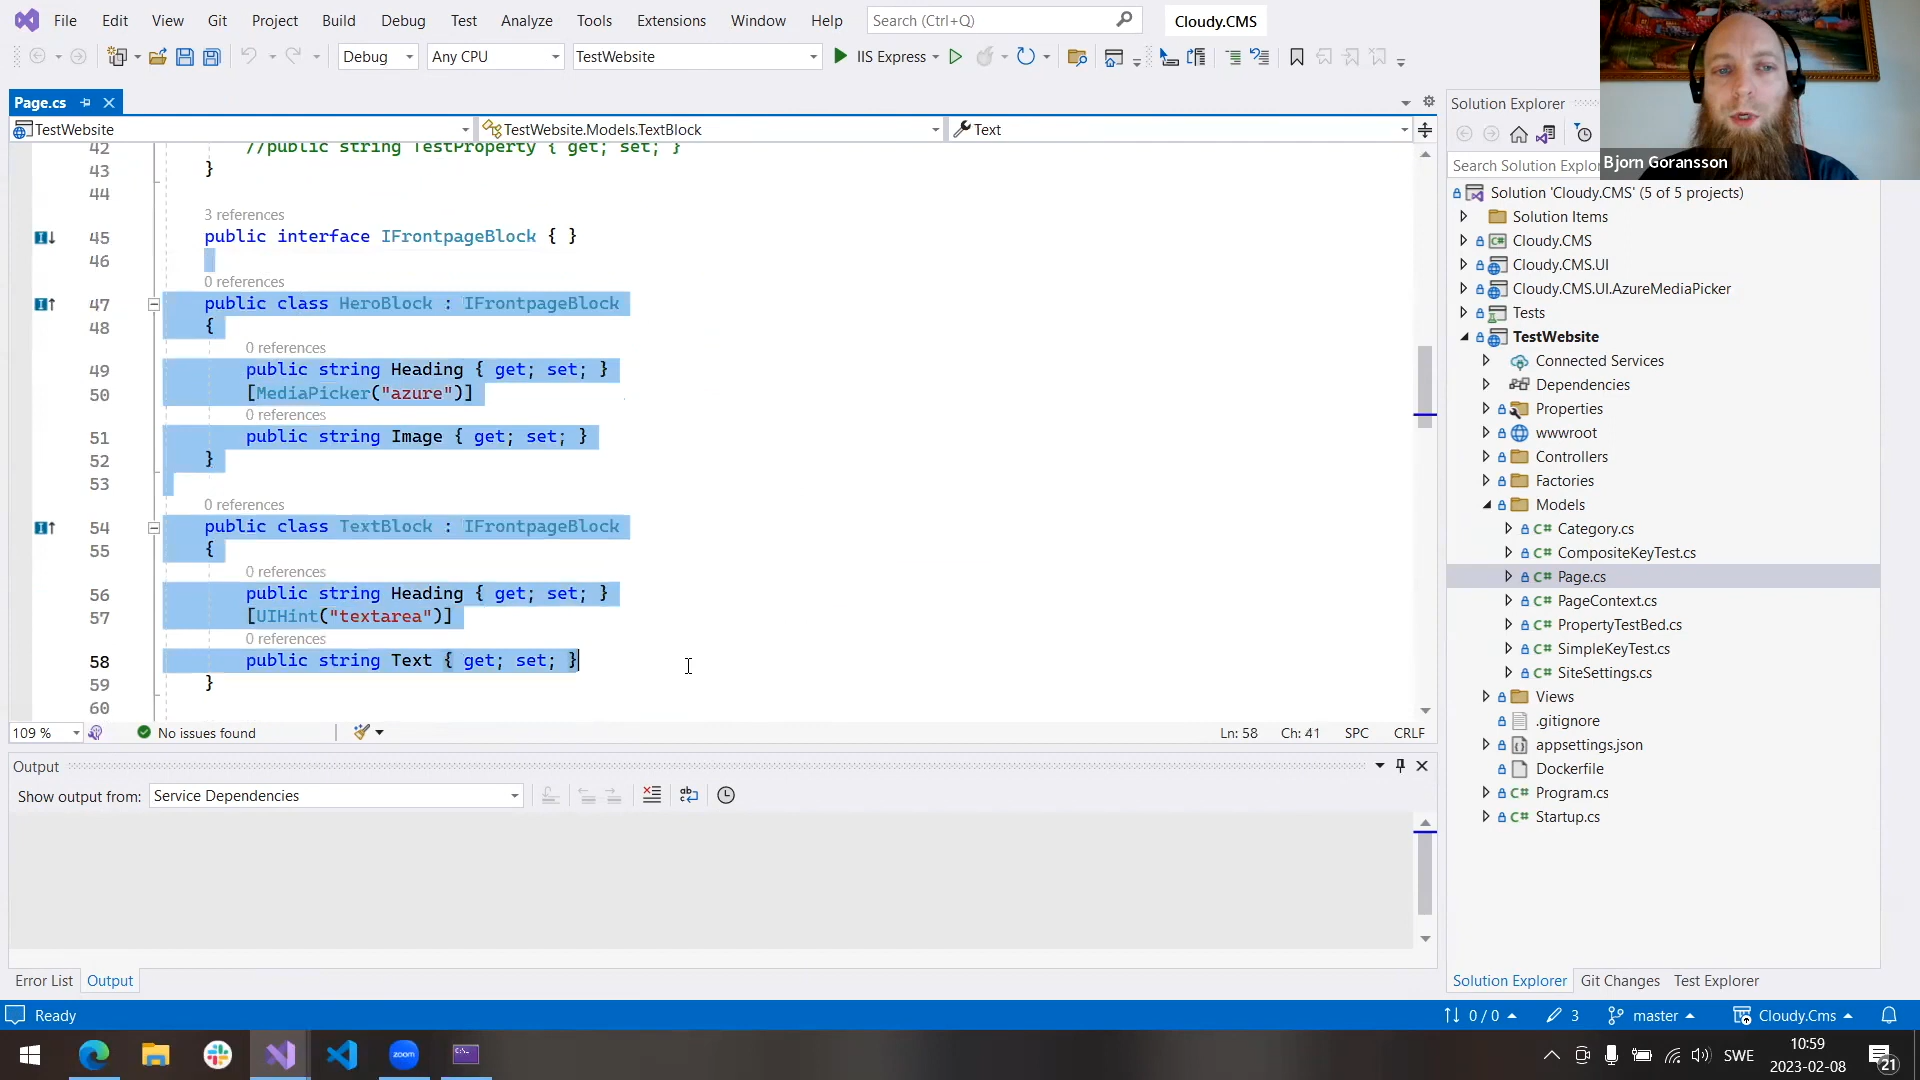 File Edit View Git Project Build Debug Test Analyze Tools Extensions Window Help Search (Ctrl+Q) Cloudy.CMS
Debug Any CPU TestWebsite IIS Express
Page.cs
TestWebsite TestWebsite.Models.TextBlock Text
42 //public string TestProperty { get; set; }
43 }
44
3 references
45 public interface IFrontpageBlock { }
46
0 references
47 public class HeroBlock : IFrontpageBlock
48 {
0 references
49 public string Heading { get; set; }
50 [MediaPicker("azure")]
0 references
51 public string Image { get; set; }
52 }
53
0 references
54 public class TextBlock : IFrontpageBlock
55 {
0 references
56 public string Heading { get; set; }
57 [UIHint("textarea")]
0 references
58 public string Text { get; set; }
59 }
60
109 % No issues found Ln: 58 Ch: 41 SPC CRLF
Output
Show output from: Service Dependencies
Error List Output
Solution Explorer
Search Solution Explo
Bjorn Goransson
Solution 'Cloudy.CMS' (5 of 5 projects)
Solution Items
Cloudy.CMS
Cloudy.CMS.UI
Cloudy.CMS.UI.AzureMediaPicker
Tests
TestWebsite
Connected Services
Dependencies
Properties
wwwroot
Controllers
Factories
Models
C# Category.cs
C# CompositeKeyTest.cs
C# Page.cs
C# PageContext.cs
C# PropertyTestBed.cs
C# SimpleKeyTest.cs
C# SiteSettings.cs
Views
.gitignore
appsettings.json
Dockerfile
C# Program.cs
C# Startup.cs
Solution Explorer Git Changes Test Explorer
Ready 0 / 0 3 master Cloudy.Cms
zoom SWE 10:59
2023-02-08 21